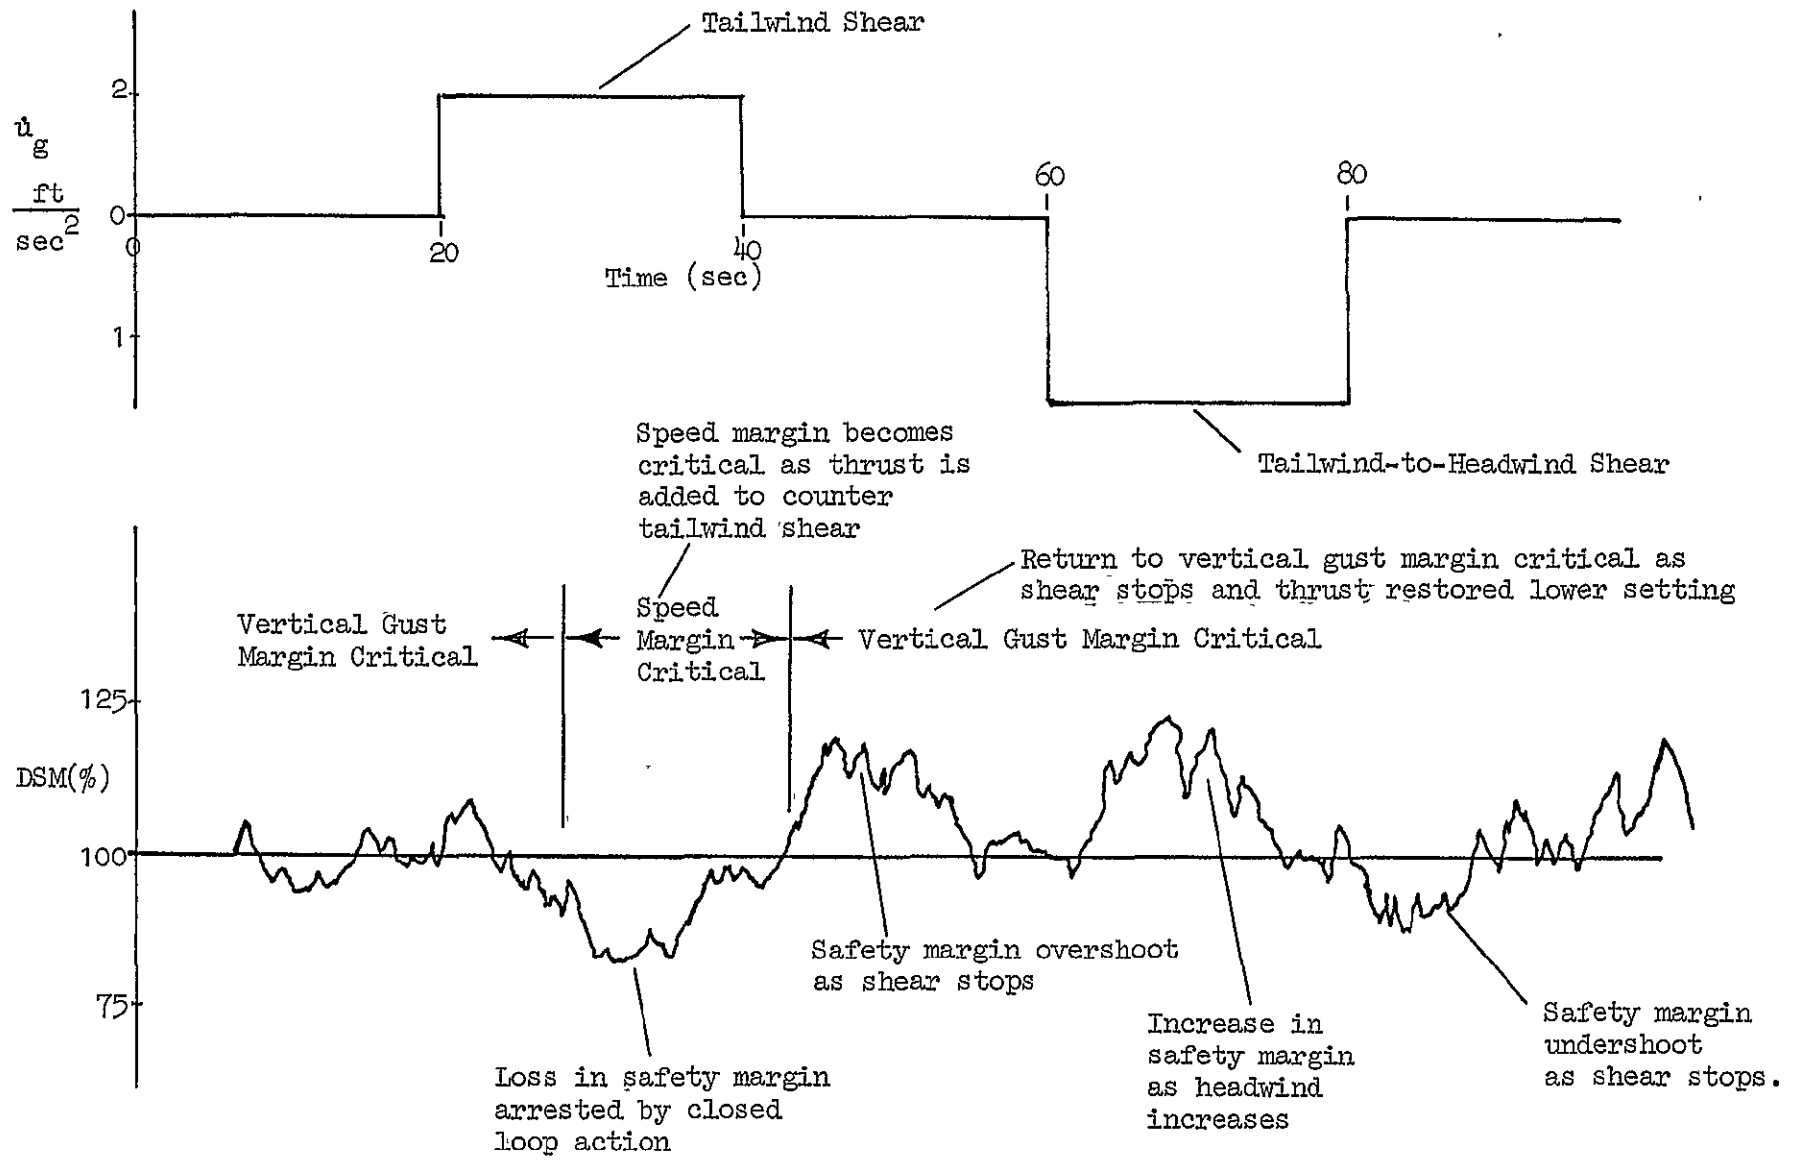 Tailwind Shear
2
u̇g
ft
sec2
0
0
20
40
60
80
Time (sec)
1
Tailwind-to-Headwind Shear
Speed margin becomes
critical as thrust is
added to counter
tailwind shear
Return to vertical gust margin critical as
shear stops and thrust restored lower setting
Vertical Gust
Margin Critical
Speed
Margin
Critical
Vertical Gust Margin Critical
125
DSM(%)
100
75
Safety margin overshoot
as shear stops
Increase in
safety margin
as headwind
increases
Safety margin
undershoot
as shear stops.
Loss in safety margin
arrested by closed
loop action